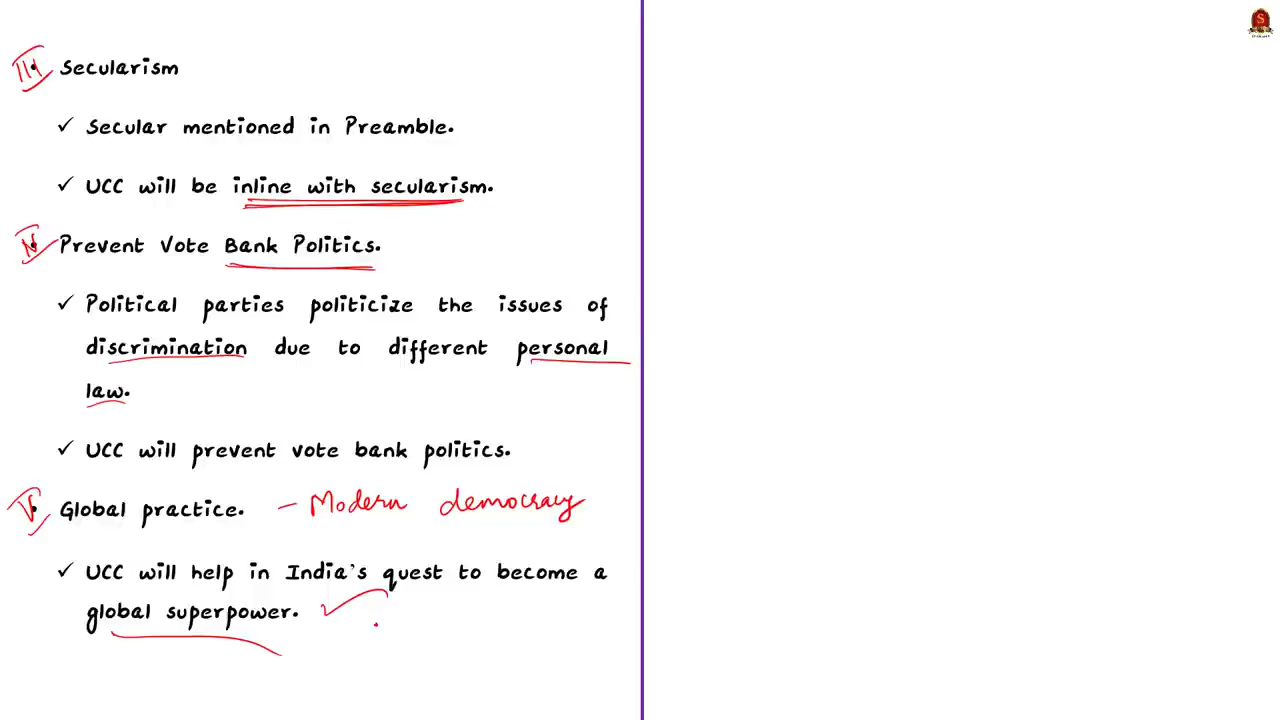 III Secularism
✓ Secular mentioned in Preamble.
✓ UCC will be inline with secularism.
IV Prevent Vote Bank Politics.
✓ Political parties politicize the issues of
discrimination due to different personal
law.
✓ UCC will prevent vote bank politics.
V Global practice. - Modern democracy
✓ UCC will help in India's quest to become a
global superpower.
S